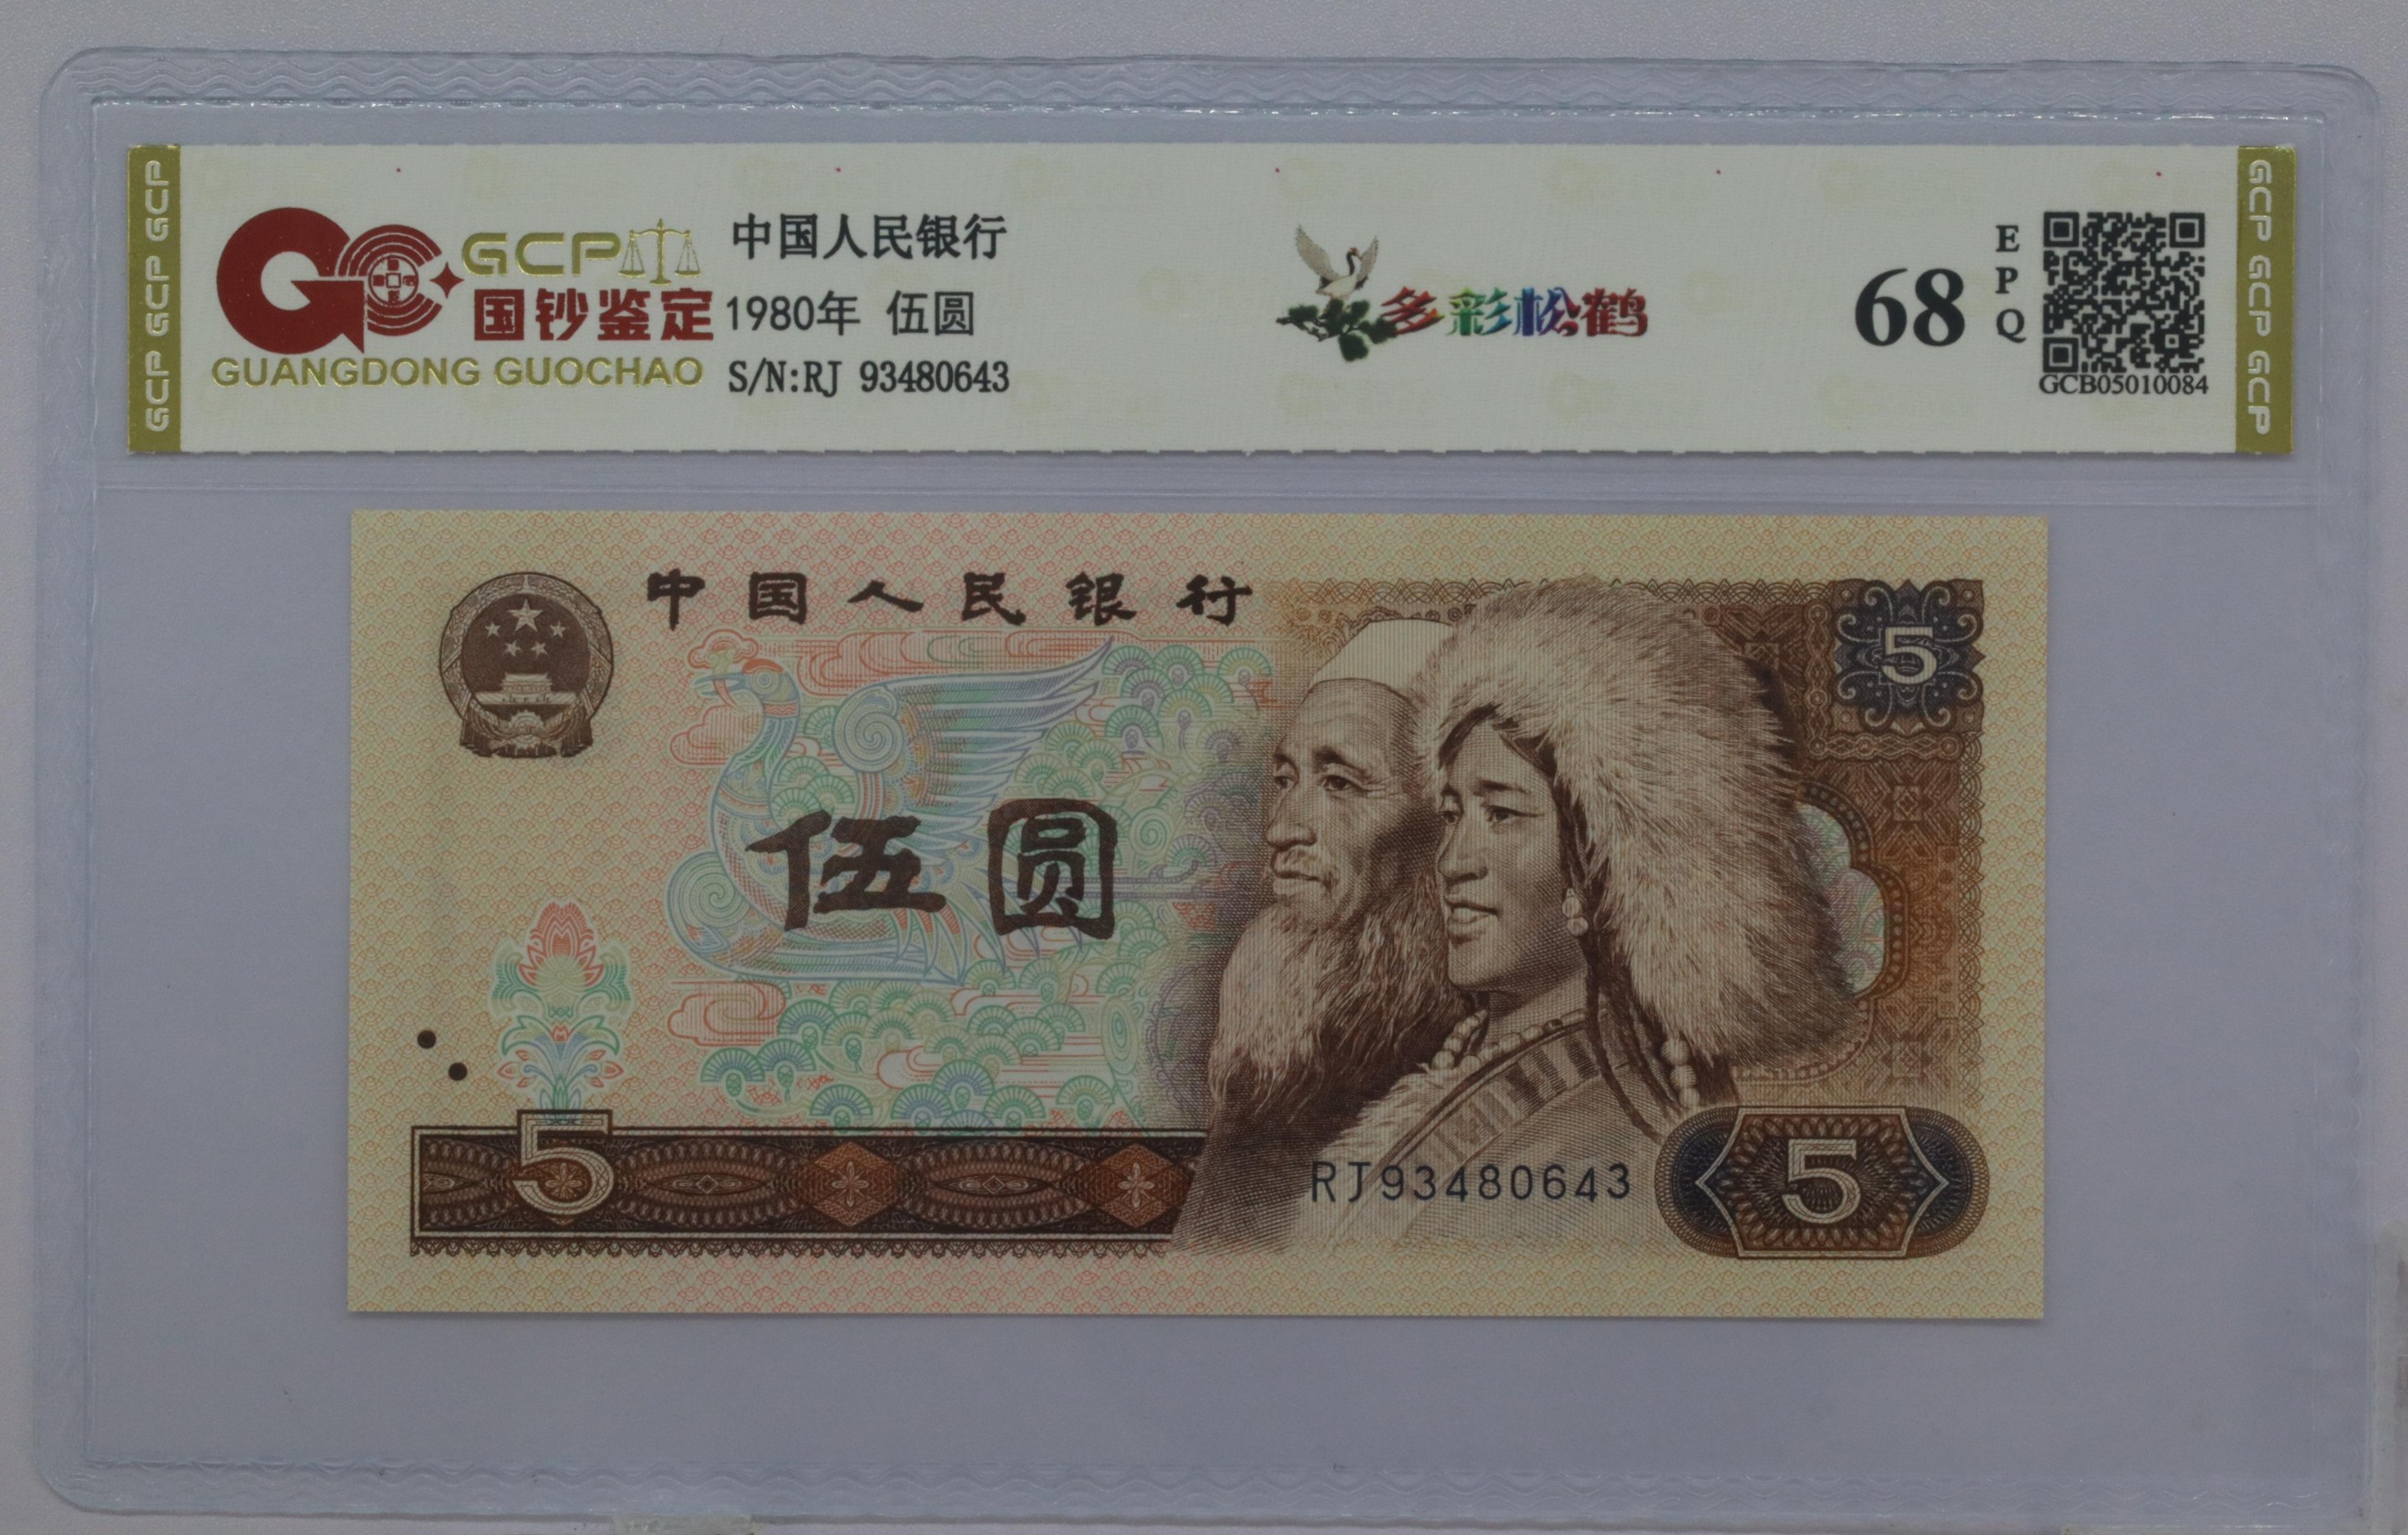 GCP GCP GCP
GCP
国钞鉴定
GUANGDONG GUOCHAO
中国人民银行
1980年 伍圆
S/N:RJ 93480643
多彩松鹤
68
EPQ
GCB05010084
GCP GCP GCP
中国人民银行
5
伍圆
5
RJ93480643
5